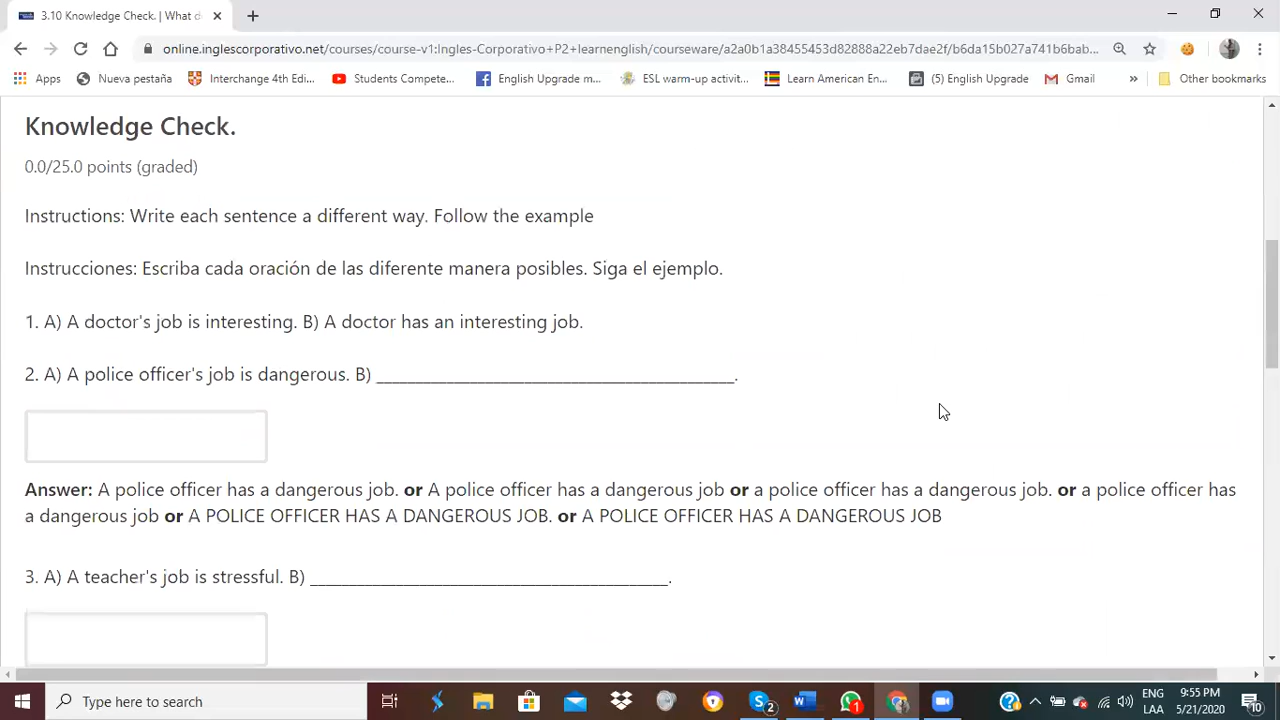 3.10 Knowledge Check. | What d
online.inglescorporativo.net/courses/course-v1:Ingles-Corporativo+P2+learnenglish/courseware/a2a0b1a38455453d82888a22eb7dae2f/b6da15b027a741b6bab...
Apps Nueva pestaña Interchange 4th Edi... Students Compete... English Upgrade m... ESL warm-up activit... Learn American En... (5) English Upgrade Gmail » Other bookmarks
Knowledge Check.
0.0/25.0 points (graded)
Instructions: Write each sentence a different way. Follow the example
Instrucciones: Escriba cada oración de las diferente manera posibles. Siga el ejemplo.
1. A) A doctor's job is interesting. B) A doctor has an interesting job.
2. A) A police officer's job is dangerous. B) ____________________________________.
Answer: A police officer has a dangerous job. or A police officer has a dangerous job or a police officer has a dangerous job. or a police officer has
a dangerous job or A POLICE OFFICER HAS A DANGEROUS JOB. or A POLICE OFFICER HAS A DANGEROUS JOB
3. A) A teacher's job is stressful. B) ____________________________________.
Type here to search
2
1
ENG 9:55 PM
LAA 5/21/2020
10